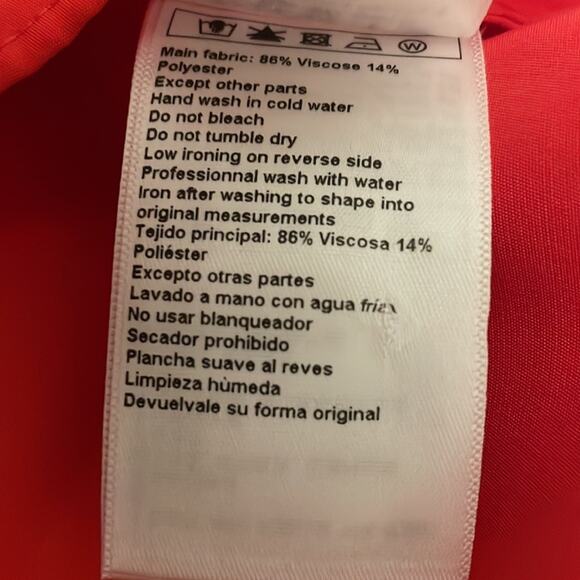 W
Main fabric: 86% Viscose 14%
Polyester
Except other parts
Hand wash in cold water
Do not bleach
Do not tumble dry
Low ironing on reverse side
Professionnal wash with water
Iron after washing to shape into
original measurements
Tejido principal: 86% Viscosa 14%
Poliéster
Excepto otras partes
Lavado a mano con agua fria
No usar blanqueador
Secador prohibido
Plancha suave al reves
Limpieza hùmeda
Devuelvale su forma original